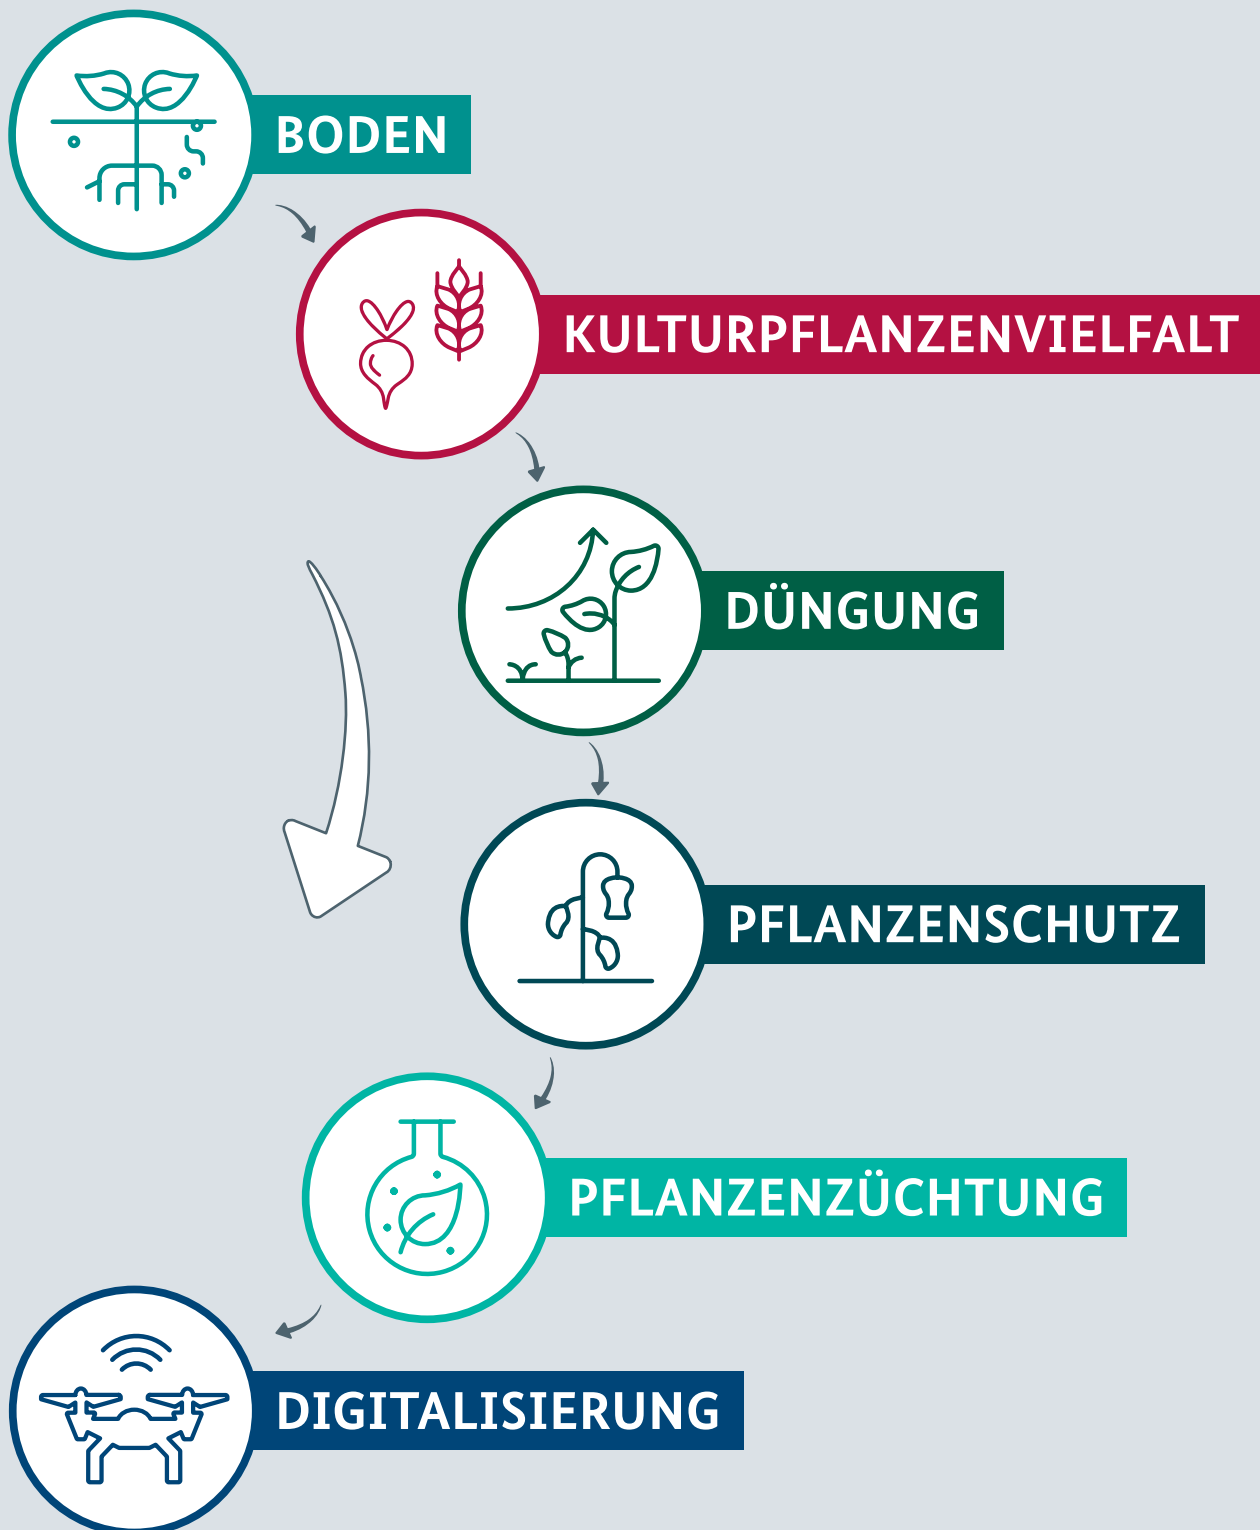 BODEN
KULTURPFLANZENVIELFALT
DÜNGUNG
PFLANZENSCHUTZ
PFLANZENZÜCHTUNG
DIGITALISIERUNG